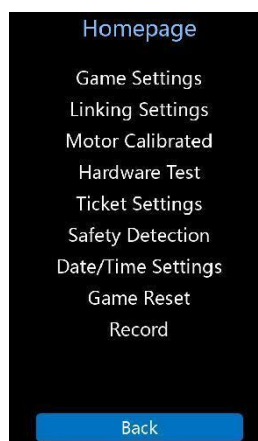 Homepage
Game Settings
Linking Settings
Motor Calibrated
Hardware Test
Ticket Settings
Safety Detection
Date/Time Settings
Game Reset
Record
Back